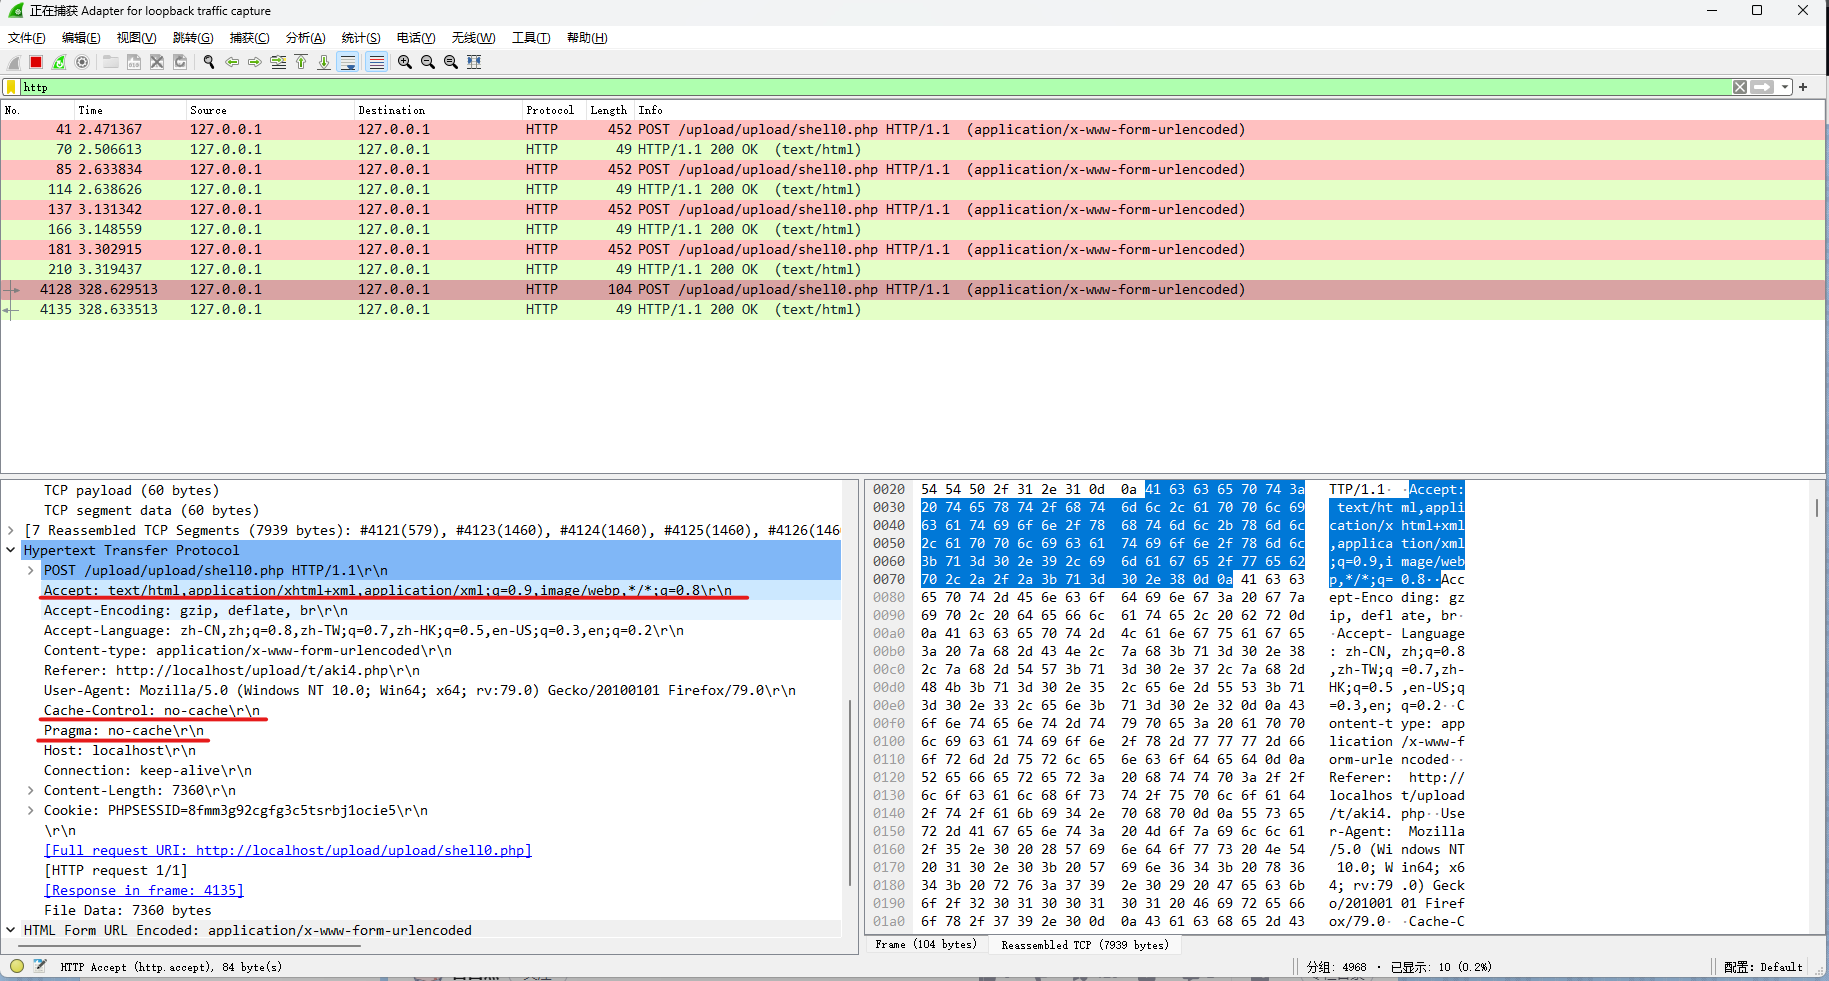 正在捕获 Adapter for loopback traffic capture
文件(F) 编辑(E) 视图(V) 跳转(G) 捕获(C) 分析(A) 统计(S) 电话(Y) 无线(W) 工具(T) 帮助(H)
http
No. Time Source Destination Protocol Length Info
41 2.471367 127.0.0.1 127.0.0.1 HTTP 452 POST /upload/upload/shell0.php HTTP/1.1 (application/x-www-form-urlencoded)
70 2.506613 127.0.0.1 127.0.0.1 HTTP 49 HTTP/1.1 200 OK (text/html)
85 2.633834 127.0.0.1 127.0.0.1 HTTP 452 POST /upload/upload/shell0.php HTTP/1.1 (application/x-www-form-urlencoded)
114 2.638626 127.0.0.1 127.0.0.1 HTTP 49 HTTP/1.1 200 OK (text/html)
137 3.131342 127.0.0.1 127.0.0.1 HTTP 452 POST /upload/upload/shell0.php HTTP/1.1 (application/x-www-form-urlencoded)
166 3.148559 127.0.0.1 127.0.0.1 HTTP 49 HTTP/1.1 200 OK (text/html)
181 3.302915 127.0.0.1 127.0.0.1 HTTP 452 POST /upload/upload/shell0.php HTTP/1.1 (application/x-www-form-urlencoded)
210 3.319437 127.0.0.1 127.0.0.1 HTTP 49 HTTP/1.1 200 OK (text/html)
4128 328.629513 127.0.0.1 127.0.0.1 HTTP 104 POST /upload/upload/shell0.php HTTP/1.1 (application/x-www-form-urlencoded)
4135 328.633513 127.0.0.1 127.0.0.1 HTTP 49 HTTP/1.1 200 OK (text/html)
TCP payload (60 bytes)
TCP segment data (60 bytes)
[7 Reassembled TCP Segments (7939 bytes): #4121(579), #4123(1460), #4124(1460), #4125(1460), #4126(146
Hypertext Transfer Protocol
POST /upload/upload/shell0.php HTTP/1.1\r\n
Accept: text/html,application/xhtml+xml,application/xml;q=0.9,image/webp,*/*;q=0.8\r\n
Accept-Encoding: gzip, deflate, br\r\n
Accept-Language: zh-CN,zh;q=0.8,zh-TW;q=0.7,zh-HK;q=0.5,en-US;q=0.3,en;q=0.2\r\n
Content-type: application/x-www-form-urlencoded\r\n
Referer: http://localhost/upload/t/aki4.php\r\n
User-Agent: Mozilla/5.0 (Windows NT 10.0; Win64; x64; rv:79.0) Gecko/20100101 Firefox/79.0\r\n
Cache-Control: no-cache\r\n
Pragma: no-cache\r\n
Host: localhost\r\n
Connection: keep-alive\r\n
Content-Length: 7360\r\n
Cookie: PHPSESSID=8fmm3g92cgfg3c5tsrbj1ocie5\r\n
\r\n
[Full request URI: http://localhost/upload/upload/shell0.php]
[HTTP request 1/1]
[Response in frame: 4135]
File Data: 7360 bytes
HTML Form URL Encoded: application/x-www-form-urlencoded
0020 54 54 50 2f 31 2e 31 0d 0a 41 63 63 65 70 74 3a TTP/1.1··Accept:
0030 20 74 65 78 74 2f 68 74 6d 6c 2c 61 70 70 6c 69 text/html,appli
0040 63 61 74 69 6f 6e 2f 78 68 74 6d 6c 2b 78 6d 6c cation/xhtml+xml
0050 2c 61 70 70 6c 69 63 61 74 69 6f 6e 2f 78 6d 6c ,application/xml
0060 3b 71 3d 30 2e 39 2c 69 6d 61 67 65 2f 77 65 62 ;q=0.9,image/web
0070 70 2c 2a 2f 2a 3b 71 3d 30 2e 38 0d 0a 41 63 63 p,*/*;q=0.8··Acc
0080 65 70 74 2d 45 6e 63 6f 64 69 6e 67 3a 20 67 7a ept-Encoding: gz
0090 69 70 2c 20 64 65 66 6c 61 74 65 2c 20 62 72 0d ip, deflate, br·
00a0 0a 41 63 63 65 70 74 2d 4c 61 6e 67 75 61 67 65 ·Accept-Language
00b0 3a 20 7a 68 2d 43 4e 2c 7a 68 3b 71 3d 30 2e 38 : zh-CN,zh;q=0.8
00c0 2c 7a 68 2d 54 57 3b 71 3d 30 2e 37 2c 7a 68 2d ,zh-TW;q=0.7,zh-
00d0 48 4b 3b 71 3d 30 2e 35 2c 65 6e 2d 55 53 3b 71 HK;q=0.5,en-US;q
00e0 3d 30 2e 33 2c 65 6e 3b 71 3d 30 2e 32 0d 0a 43 =0.3,en;q=0.2··C
00f0 6f 6e 74 65 6e 74 2d 74 79 70 65 3a 20 61 70 70 ontent-type: app
0100 6c 69 63 61 74 69 6f 6e 2f 78 2d 77 77 77 2d 66 lication/x-www-f
0110 6f 72 6d 2d 75 72 6c 65 6e 63 6f 64 65 64 0d 0a orm-urlencoded··
0120 52 65 66 65 72 65 72 3a 20 68 74 74 70 3a 2f 2f Referer: http://
0130 6c 6f 63 61 6c 68 6f 73 74 2f 75 70 6c 6f 61 64 localhost/upload
0140 2f 74 2f 61 6b 69 34 2e 70 68 70 0d 0a 55 73 65 /t/aki4.php··Use
0150 72 2d 41 67 65 6e 74 3a 20 4d 6f 7a 69 6c 6c 61 r-Agent: Mozilla
0160 2f 35 2e 30 20 28 57 69 6e 64 6f 77 73 20 4e 54 /5.0 (Windows NT
0170 20 31 30 2e 30 3b 20 57 69 6e 36 34 3b 20 78 36 10.0; Win64; x6
0180 34 3b 20 72 76 3a 37 39 2e 30 29 20 47 65 63 6b 4; rv:79.0) Geck
0190 6f 2f 32 30 31 30 30 31 30 31 20 46 69 72 65 66 o/20100101 Firef
01a0 6f 78 2f 37 39 2e 30 0d 0a 43 61 63 68 65 2d 43 ox/79.0··Cache-C
Frame (104 bytes) Reassembled TCP (7939 bytes)
HTTP Accept (http.accept), 84 byte(s) 分组: 4968 · 已显示: 10 (0.2%) 配置: Default